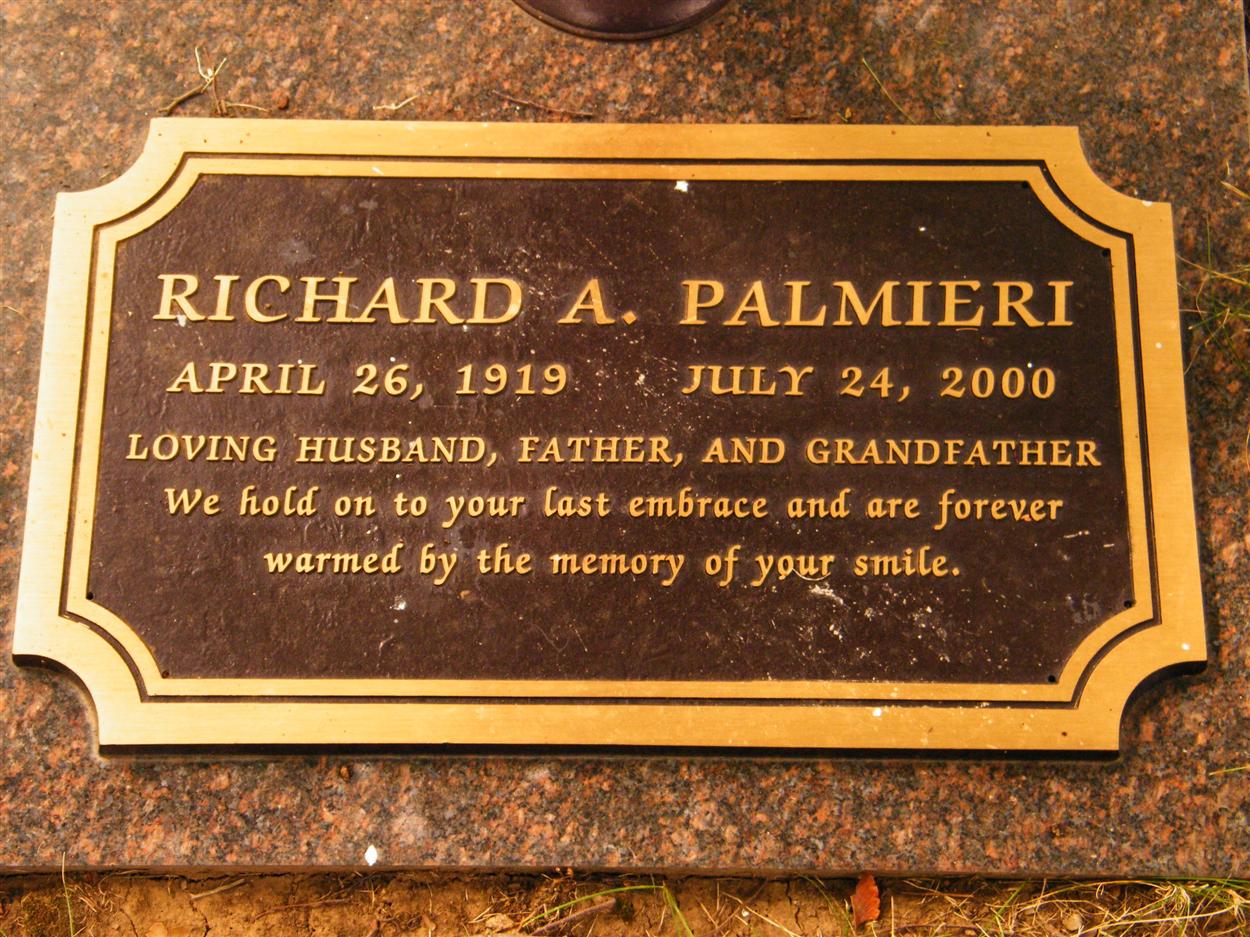 RICHARD A. PALMIERI
APRIL 26, 1919 JULY 24, 2000
LOVING HUSBAND, FATHER, AND GRANDFATHER
We hold on to your last embrace and are forever
warmed by the memory of your smile.